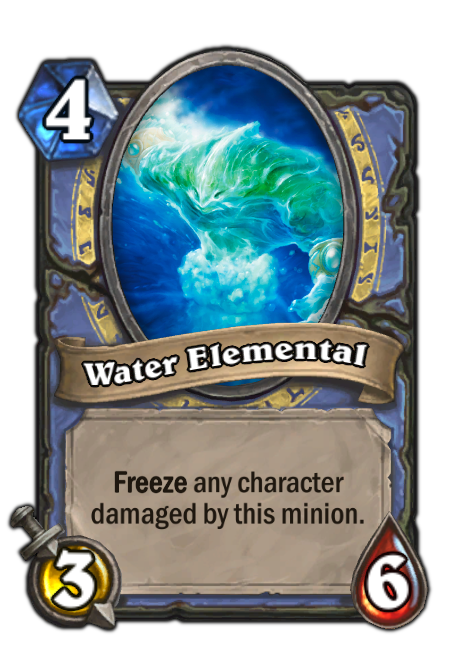 4
Water Elemental
Freeze any character
damaged by this minion.
3
6